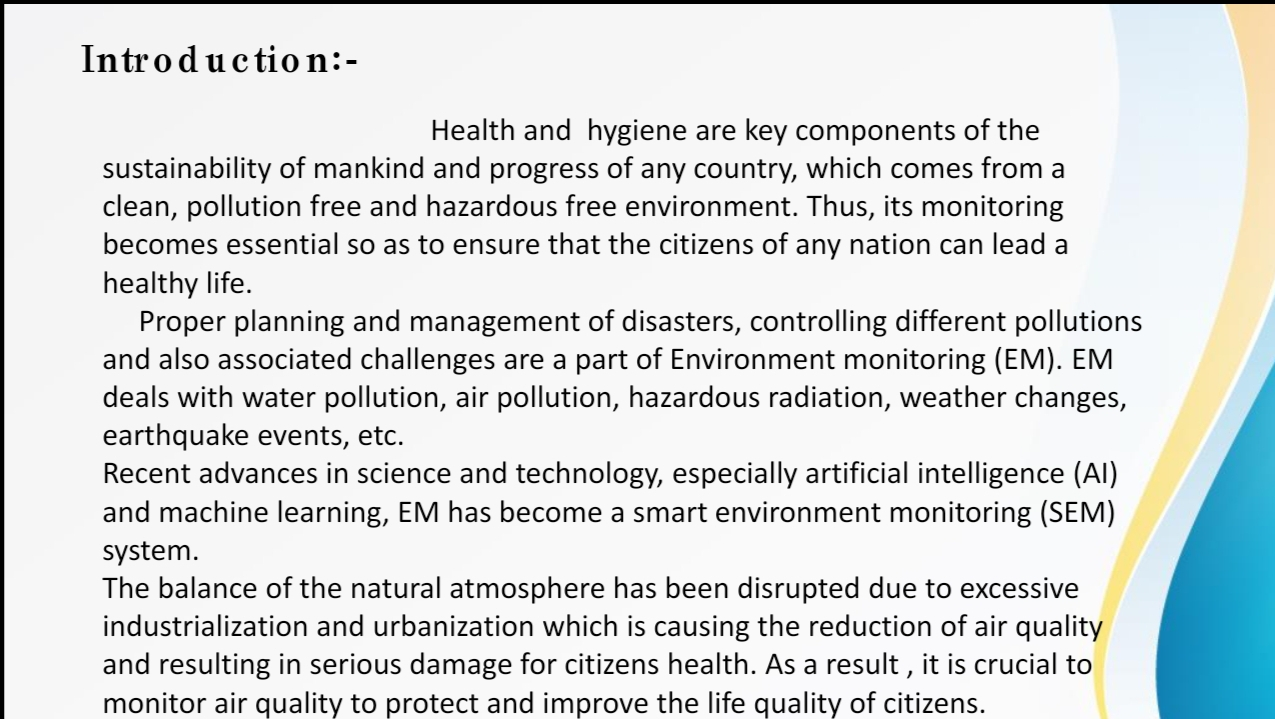 Introduction:-
Health and hygiene are key components of the
sustainability of mankind and progress of any country, which comes from a
clean, pollution free and hazardous free environment. Thus, its monitoring
becomes essential so as to ensure that the citizens of any nation can lead a
healthy life.
Proper planning and management of disasters, controlling different pollutions
and also associated challenges are a part of Environment monitoring (EM). EM
deals with water pollution, air pollution, hazardous radiation, weather changes,
earthquake events, etc.
Recent advances in science and technology, especially artificial intelligence (AI)
and machine learning, EM has become a smart environment monitoring (SEM)
system.
The balance of the natural atmosphere has been disrupted due to excessive
industrialization and urbanization which is causing the reduction of air quality
and resulting in serious damage for citizens health. As a result , it is crucial to
monitor air quality to protect and improve the life quality of citizens.